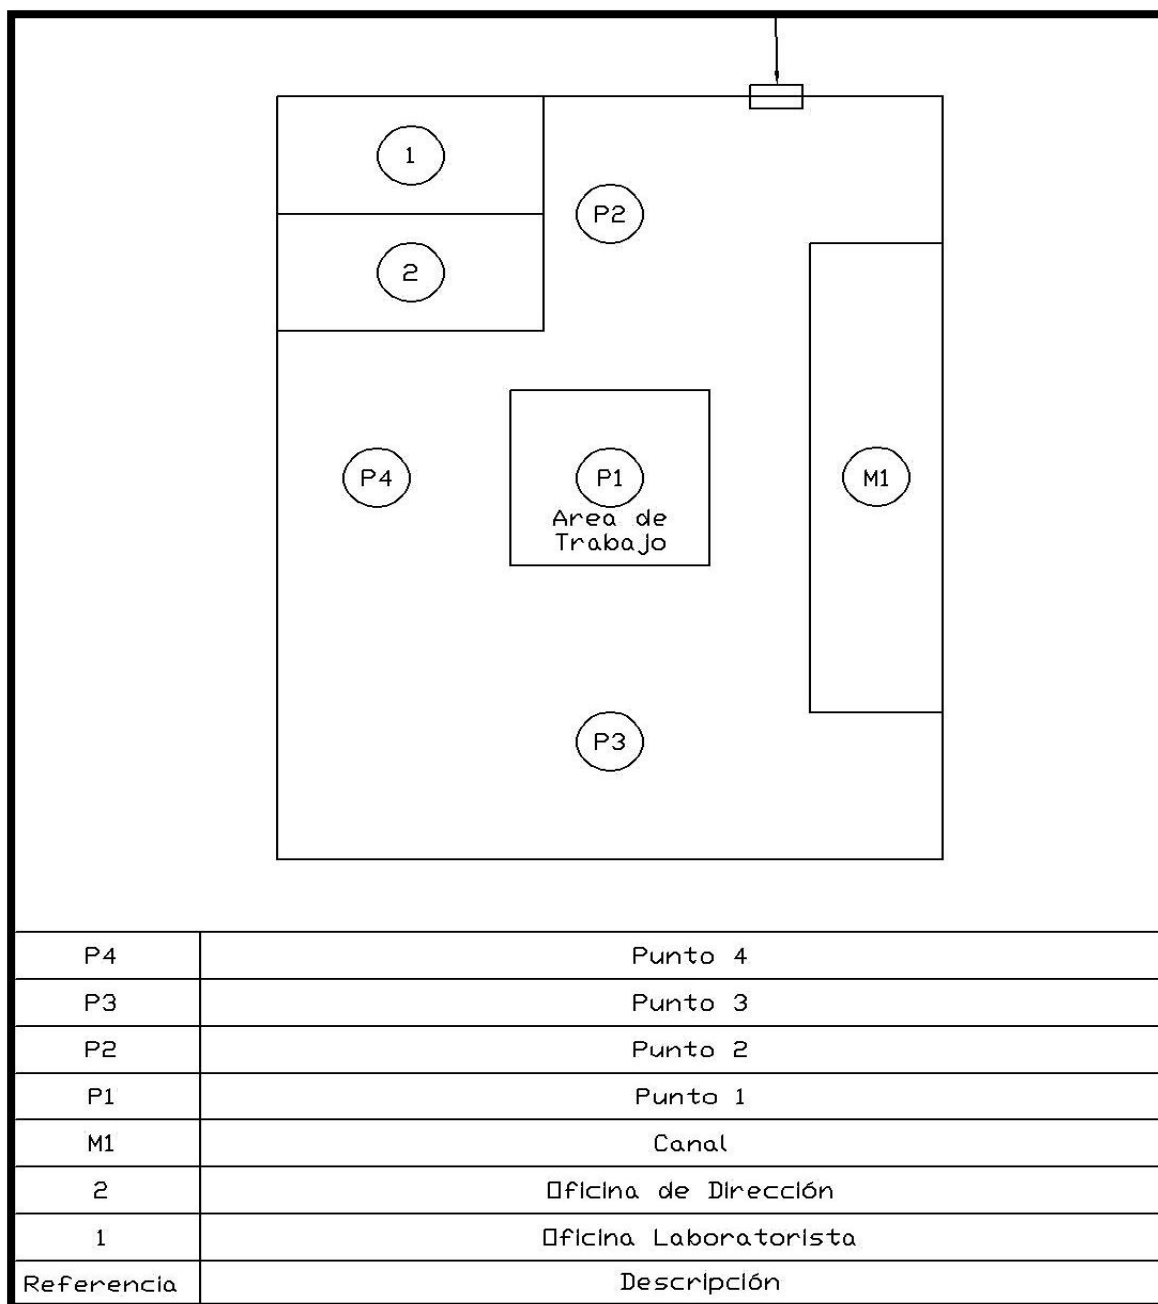 1
P2
2
P4
P1
M1
Area de
Trabajo
P3
P4 Punto 4
P3 Punto 3
P2 Punto 2
P1 Punto 1
M1 Canal
2 Oficina de Dirección
1 Oficina Laboratorista
Referencia Descripción